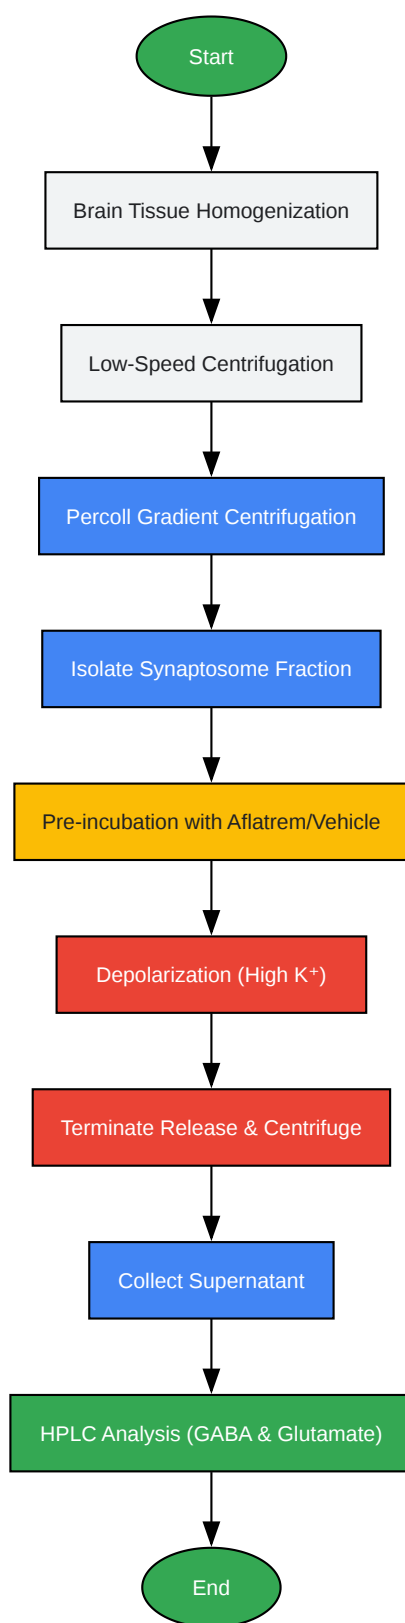 Start
Brain Tissue Homogenization
Low-Speed Centrifugation
Percoll Gradient Centrifugation
Isolate Synaptosome Fraction
Pre-incubation with Aflatrem/Vehicle
Depolarization (High K⁺)
Terminate Release & Centrifuge
Collect Supernatant
HPLC Analysis (GABA & Glutamate)
End